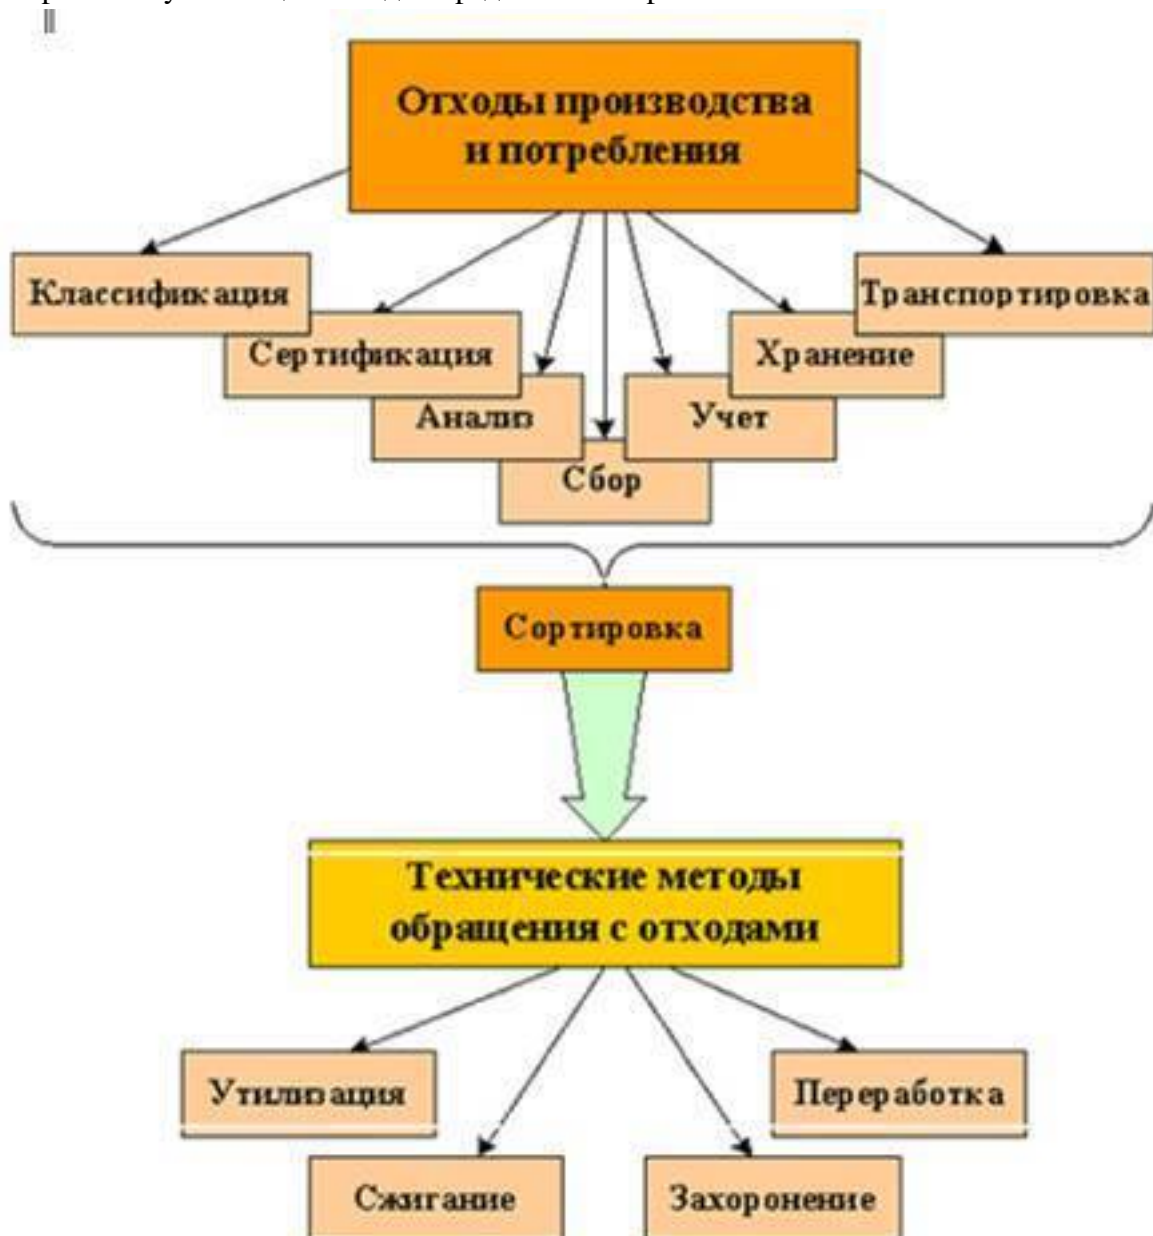 Отходы производства
и потребления
Классификация
Транспортировка
Сертификация
Хранение
Анализ
Учет
Сбор
Сортировка
Технические методы
обращения с отходами
Утилизация
Переработка
Сжигание
Захоронение